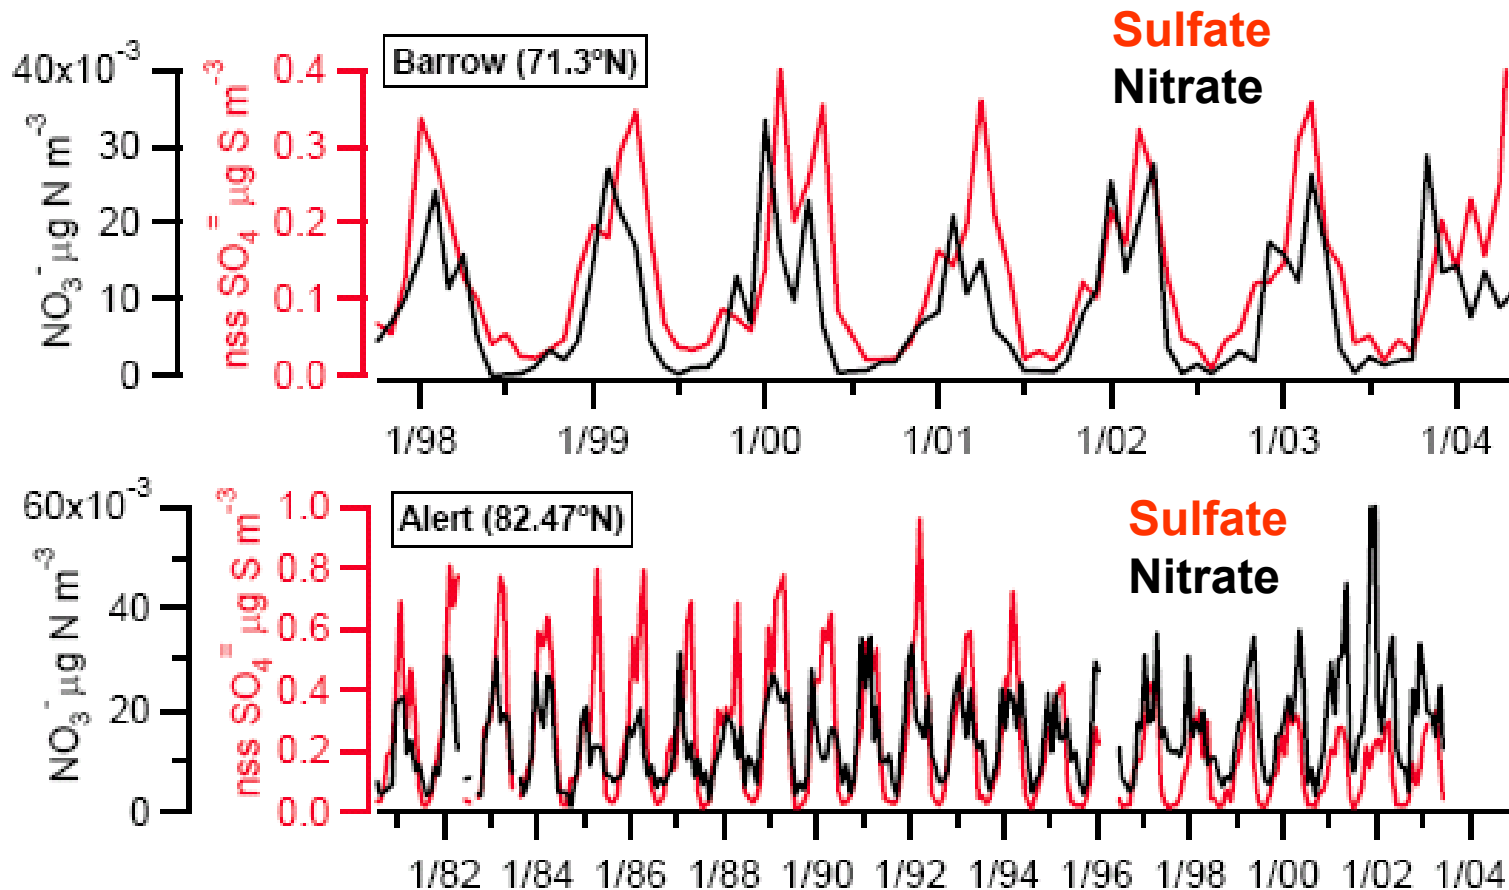 Sulfate
Nitrate
Barrow (71.3ºN)
40x10⁻³
30
20
10
0
NO₃⁻ µg N m⁻³
0.4
0.3
0.2
0.1
0.0
nss SO₄⁼ µg S m⁻³
1/98 1/99 1/00 1/01 1/02 1/03 1/04
Sulfate
Nitrate
Alert (82.47ºN)
60x10⁻³
40
20
0
NO₃⁻ µg N m⁻³
1.0
0.8
0.6
0.4
0.2
0.0
nss SO₄⁼ µg S m⁻³
1/82 1/84 1/86 1/88 1/90 1/92 1/94 1/96 1/98 1/00 1/02 1/04